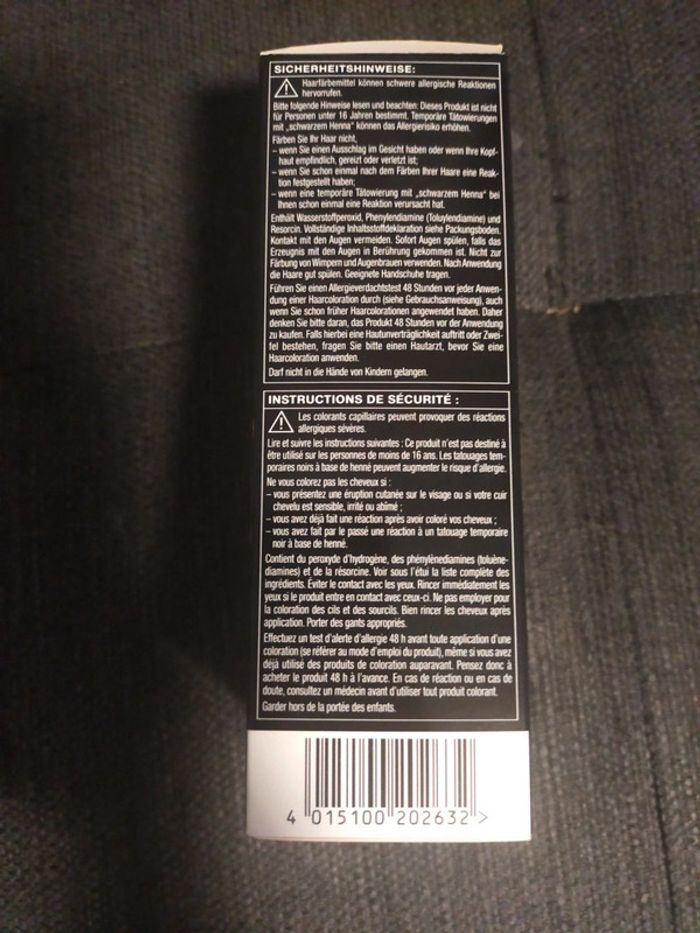 SICHERHEITSHINWEISE:
Haarfärbemittel können schwere allergische Reaktionen
hervorrufen.
Bitte folgende Hinweise lesen und beachten: Dieses Produkt ist nicht
für Personen unter 16 Jahren bestimmt. Temporäre Tätowierungen
mit „schwarzem Henna“ können das Allergierisiko erhöhen.
Färben Sie Ihr Haar nicht,
– wenn Sie einen Ausschlag im Gesicht haben oder wenn Ihre Kopf-
haut empfindlich, gereizt oder verletzt ist;
– wenn Sie schon einmal nach dem Färben Ihrer Haare eine Reak-
tion festgestellt haben;
– wenn eine temporäre Tätowierung mit „schwarzem Henna“ bei
Ihnen schon einmal eine Reaktion verursacht hat.
Enthält Wasserstoffperoxid, Phenylendiamine (Toluylendiamine) und
Resorcin. Vollständige Inhaltsstoffdeklaration siehe Packungsboden.
Kontakt mit den Augen vermeiden. Sofort Augen spülen, falls das
Erzeugnis mit den Augen in Berührung gekommen ist. Nicht zur
Färbung von Wimpern und Augenbrauen verwenden. Nach Anwendung
die Haare gut spülen. Geeignete Handschuhe tragen.
Führen Sie einen Allergieverdachtstest 48 Stunden vor jeder Anwen-
dung einer Haarcoloration durch (siehe Gebrauchsanweisung), auch
wenn Sie schon früher Haarcolorationen angewendet haben. Daher
denken Sie bitte daran, das Produkt 48 Stunden vor der Anwendung
zu kaufen. Falls hierbei eine Hautunverträglichkeit auftritt oder Zwei-
fel bestehen, fragen Sie bitte einen Hautarzt, bevor Sie eine
Haarcoloration anwenden.
Darf nicht in die Hände von Kindern gelangen.
INSTRUCTIONS DE SÉCURITÉ :
Les colorants capillaires peuvent provoquer des réactions
allergiques sévères.
Lire et suivre les instructions suivantes : Ce produit n'est pas destiné à
être utilisé sur les personnes de moins de 16 ans. Les tatouages tem-
poraires noirs à base de henné peuvent augmenter le risque d'allergie.
Ne vous colorez pas les cheveux si :
– vous présentez une éruption cutanée sur le visage ou si votre cuir
chevelu est sensible, irrité ou abîmé ;
– vous avez déjà fait une réaction après avoir coloré vos cheveux ;
– vous avez fait par le passé une réaction à un tatouage temporaire
noir à base de henné.
Contient du peroxyde d'hydrogène, des phénylènediamines (toluène-
diamines) et de la résorcine. Voir sous l'étui la liste complète des
ingrédients. Éviter le contact avec les yeux. Rincer immédiatement les
yeux si le produit entre en contact avec ceux-ci. Ne pas employer pour
la coloration des cils et des sourcils. Bien rincer les cheveux après
application. Porter des gants appropriés.
Effectuez un test d'alerte d'allergie 48 h avant toute application d'une
coloration (se référer au mode d'emploi du produit), même si vous avez
déjà utilisé des produits de coloration auparavant. Pensez donc à
acheter le produit 48 h à l'avance. En cas de réaction ou en cas de
doute, consultez un médecin avant d'utiliser tout produit colorant.
Garder hors de la portée des enfants.
4 015100 202632 >